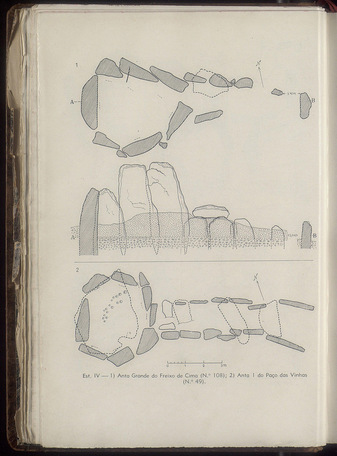 1
A
B
A
B
2
Est. IV — 1) Anta Grande do Freixo de Cima (N.º 108); 2) Anta 1 do Paço das Vinhas
(N.º 49).